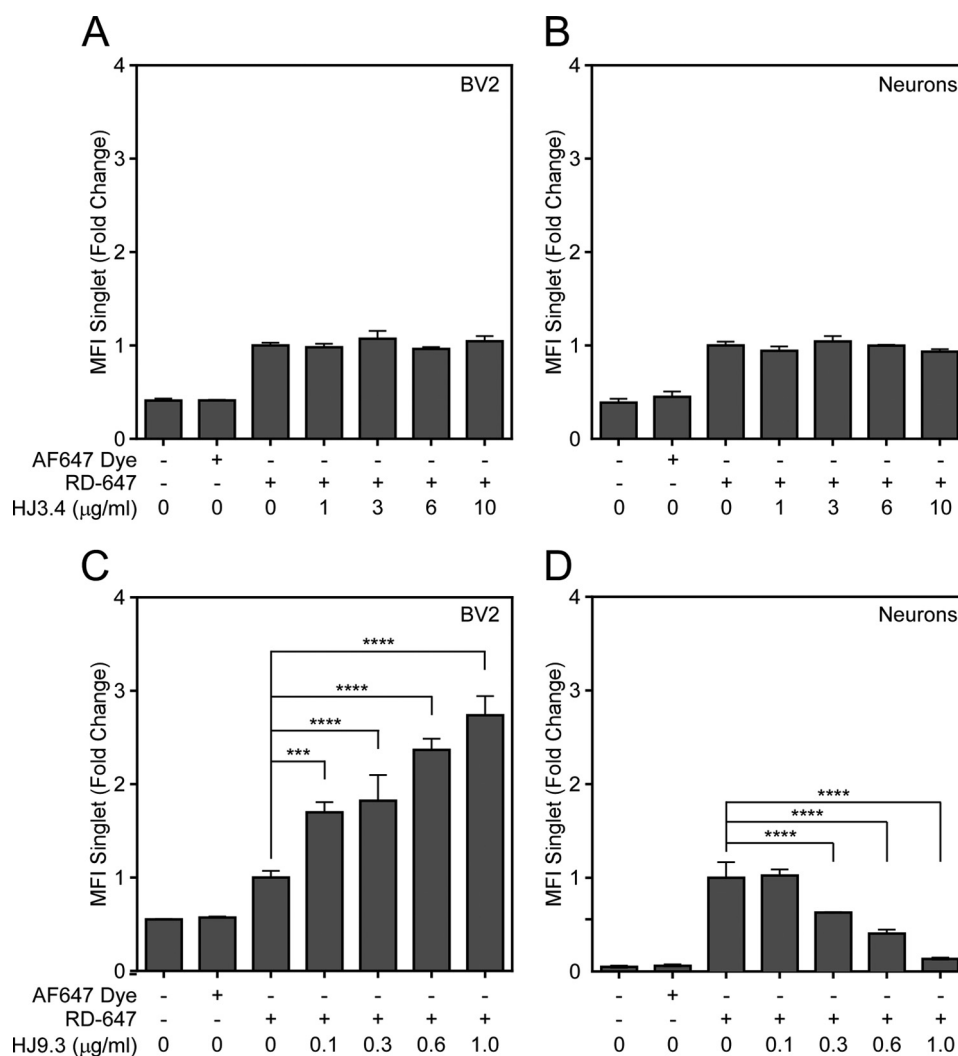 A
B
4
BV2
4
Neurons
3
3
2
2
1
1
0
0
MFI Singlet (Fold Change)
MFI Singlet (Fold Change)
AF647 Dye - + - - - - -
- + - - - - -
RD-647 - - + + + + +
- - + + + + +
HJ3.4 (μg/ml) 0 0 0 1 3 6 10
0 0 0 1 3 6 10
C
D
4
BV2
4
Neurons
****
3
3
****
****
***
2
2
****
****
****
1
1
0
0
MFI Singlet (Fold Change)
MFI Singlet (Fold Change)
AF647 Dye - + - - - - -
- + - - - - -
RD-647 - - + + + + +
- - + + + + +
HJ9.3 (μg/ml) 0 0 0 0.1 0.3 0.6 1.0
0 0 0 0.1 0.3 0.6 1.0